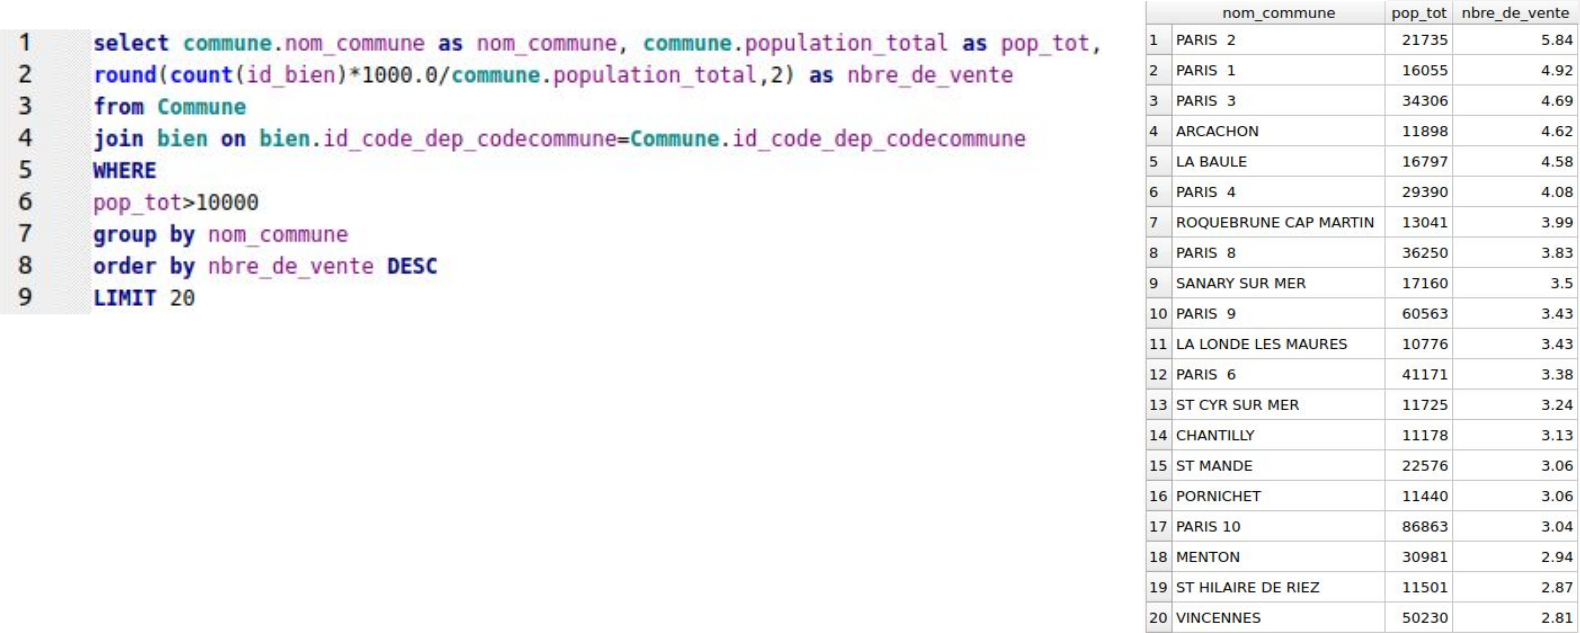 1 select commune.nom_commune as nom_commune, commune.population_total as pop_tot,
2 round(count(id_bien)*1000.0/commune.population_total,2) as nbre_de_vente
3 from Commune
4 join bien on bien.id_code_dep_codecommune=Commune.id_code_dep_codecommune
5 WHERE
6 pop_tot>10000
7 group by nom_commune
8 order by nbre_de_vente DESC
9 LIMIT 20
nom_commune pop_tot nbre_de_vente
1 PARIS  2 21735 5.84
2 PARIS  1 16055 4.92
3 PARIS  3 34306 4.69
4 ARCACHON 11898 4.62
5 LA BAULE 16797 4.58
6 PARIS  4 29390 4.08
7 ROQUEBRUNE CAP MARTIN 13041 3.99
8 PARIS  8 36250 3.83
9 SANARY SUR MER 17160 3.5
10 PARIS  9 60563 3.43
11 LA LONDE LES MAURES 10776 3.43
12 PARIS  6 41171 3.38
13 ST CYR SUR MER 11725 3.24
14 CHANTILLY 11178 3.13
15 ST MANDE 22576 3.06
16 PORNICHET 11440 3.06
17 PARIS 10 86863 3.04
18 MENTON 30981 2.94
19 ST HILAIRE DE RIEZ 11501 2.87
20 VINCENNES 50230 2.81